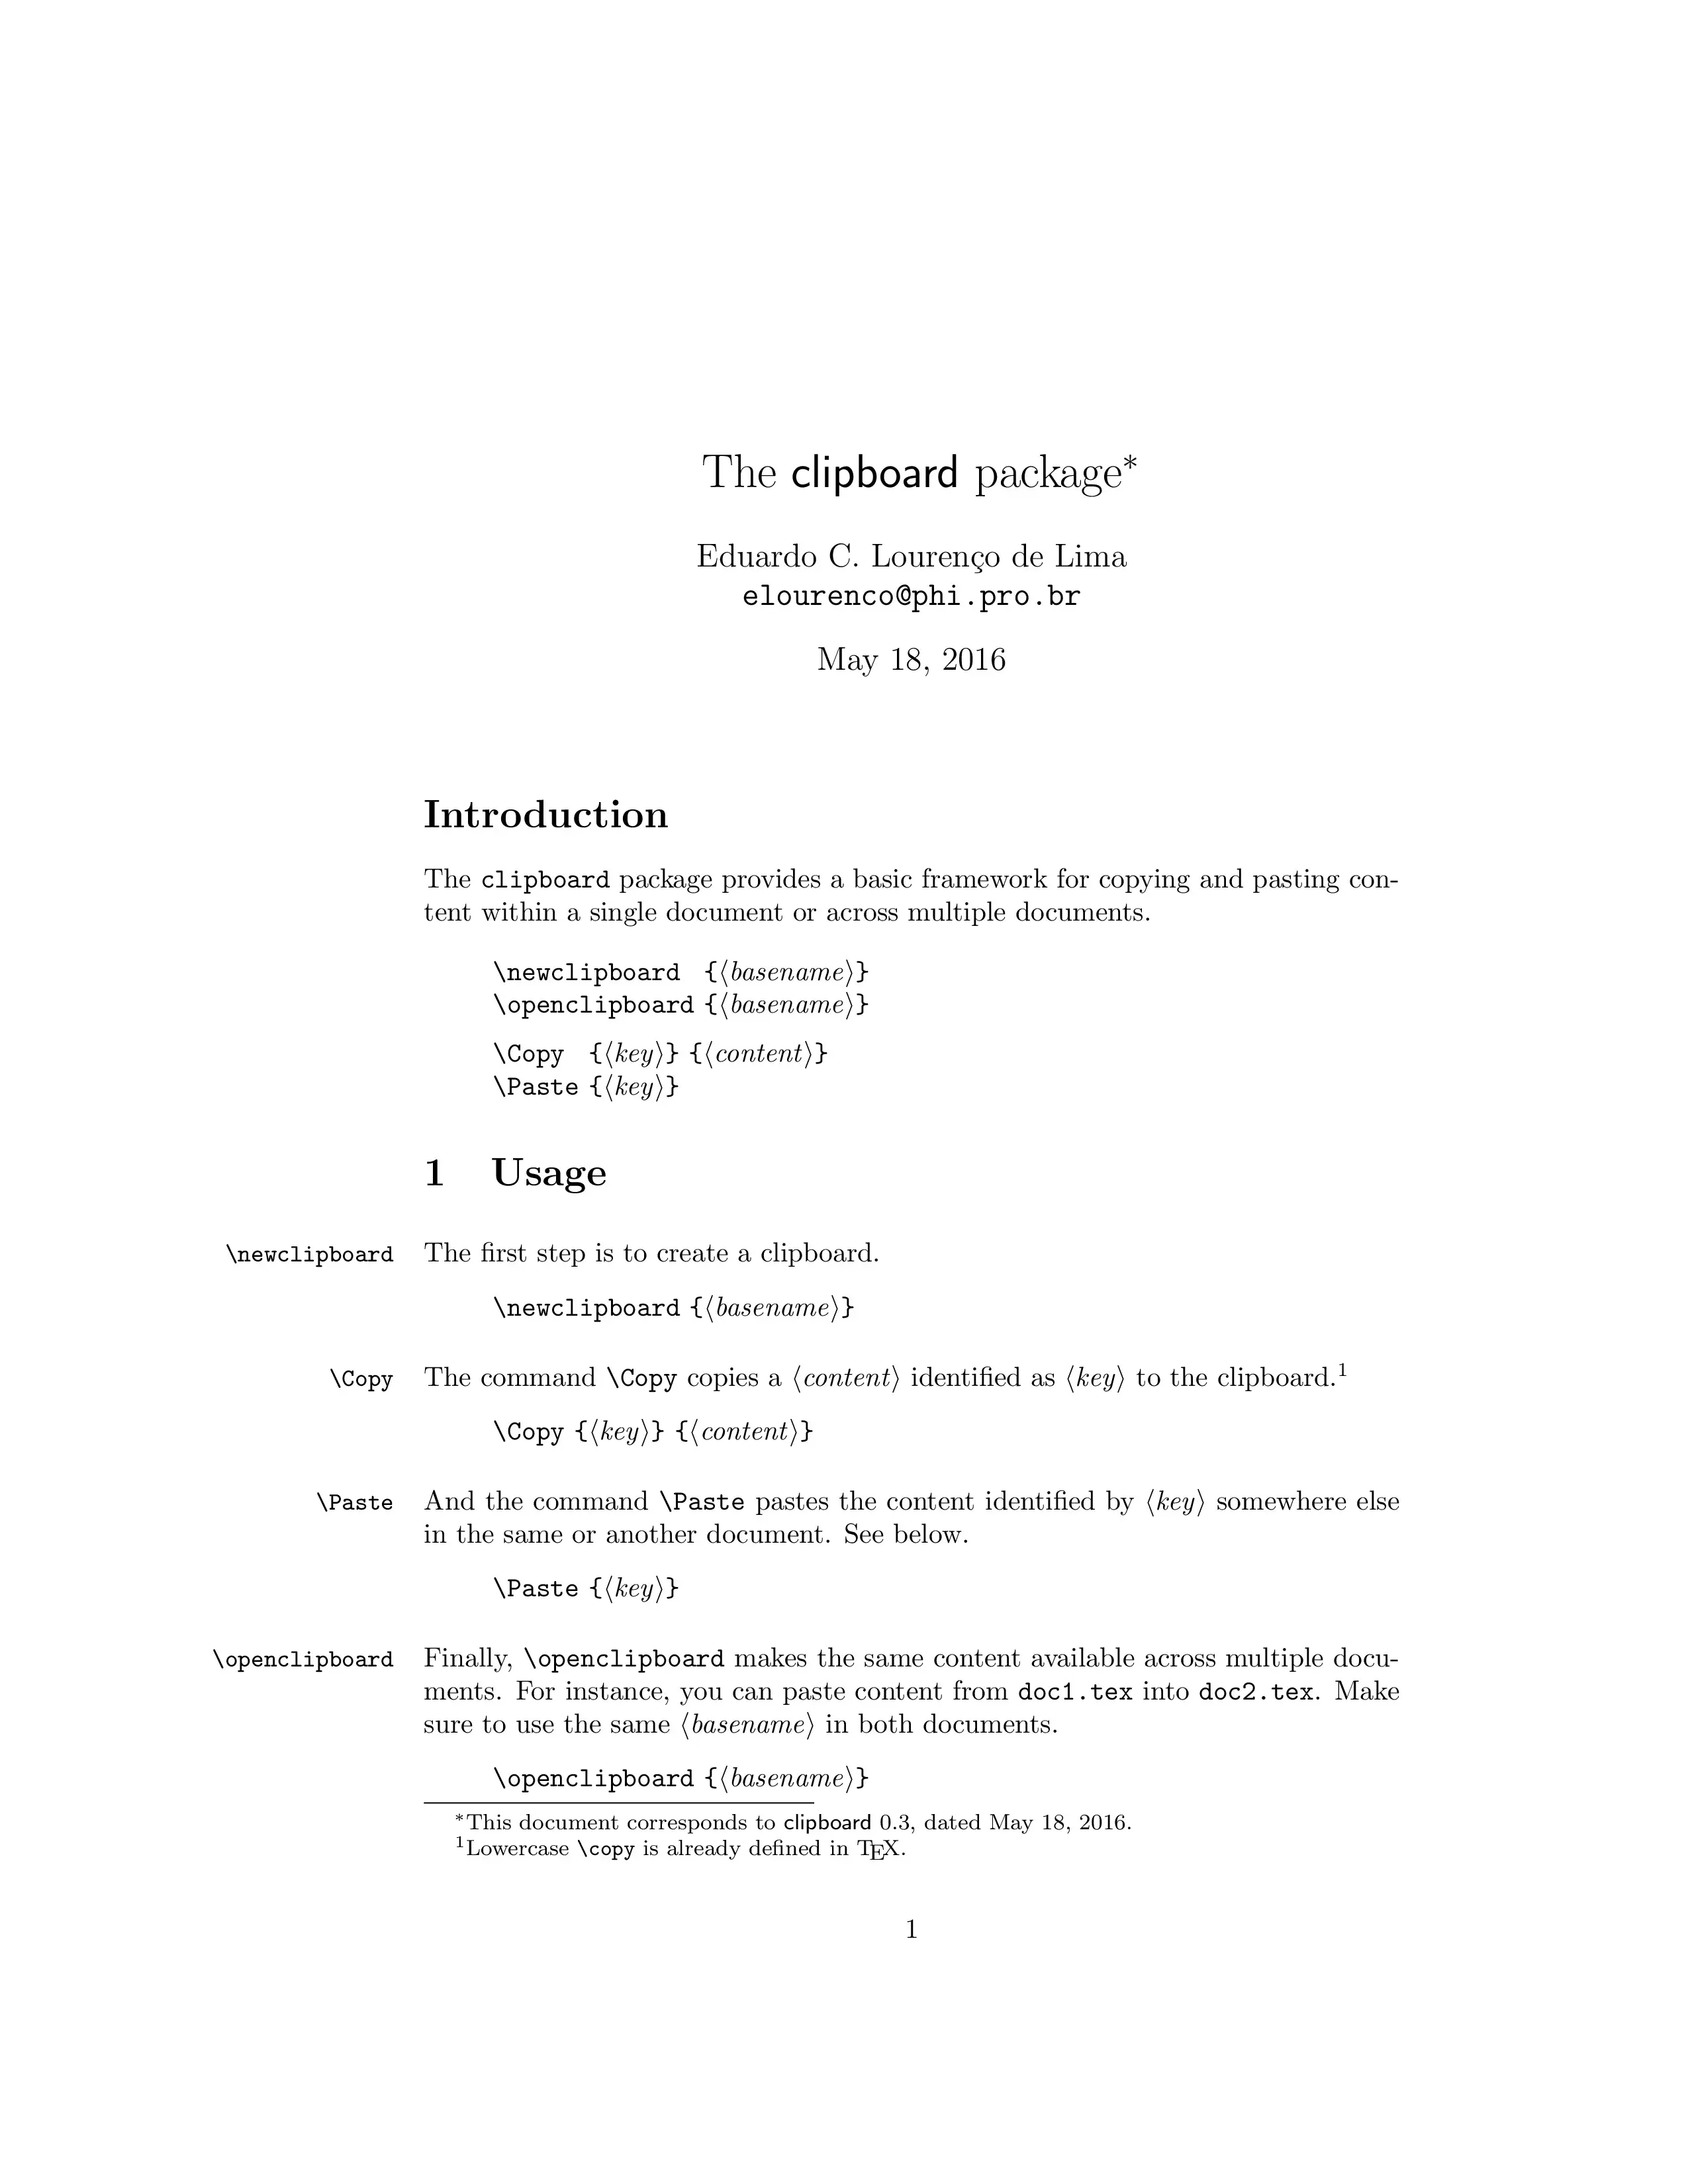 The clipboard package*
Eduardo C. Lourenço de Lima
elourenco@phi.pro.br
May 18, 2016
Introduction
The clipboard package provides a basic framework for copying and pasting con-
tent within a single document or across multiple documents.
\newclipboard {⟨basename⟩}
\openclipboard {⟨basename⟩}
\Copy {⟨key⟩} {⟨content⟩}
\Paste {⟨key⟩}
1 Usage
\newclipboard The first step is to create a clipboard.
\newclipboard {⟨basename⟩}
\Copy The command \Copy copies a ⟨content⟩ identified as ⟨key⟩ to the clipboard.¹
\Copy {⟨key⟩} {⟨content⟩}
\Paste And the command \Paste pastes the content identified by ⟨key⟩ somewhere else
in the same or another document. See below.
\Paste {⟨key⟩}
\openclipboard Finally, \openclipboard makes the same content available across multiple docu-
ments. For instance, you can paste content from doc1.tex into doc2.tex. Make
sure to use the same ⟨basename⟩ in both documents.
\openclipboard {⟨basename⟩}
*This document corresponds to clipboard 0.3, dated May 18, 2016.
¹Lowercase \copy is already defined in TEX.
1